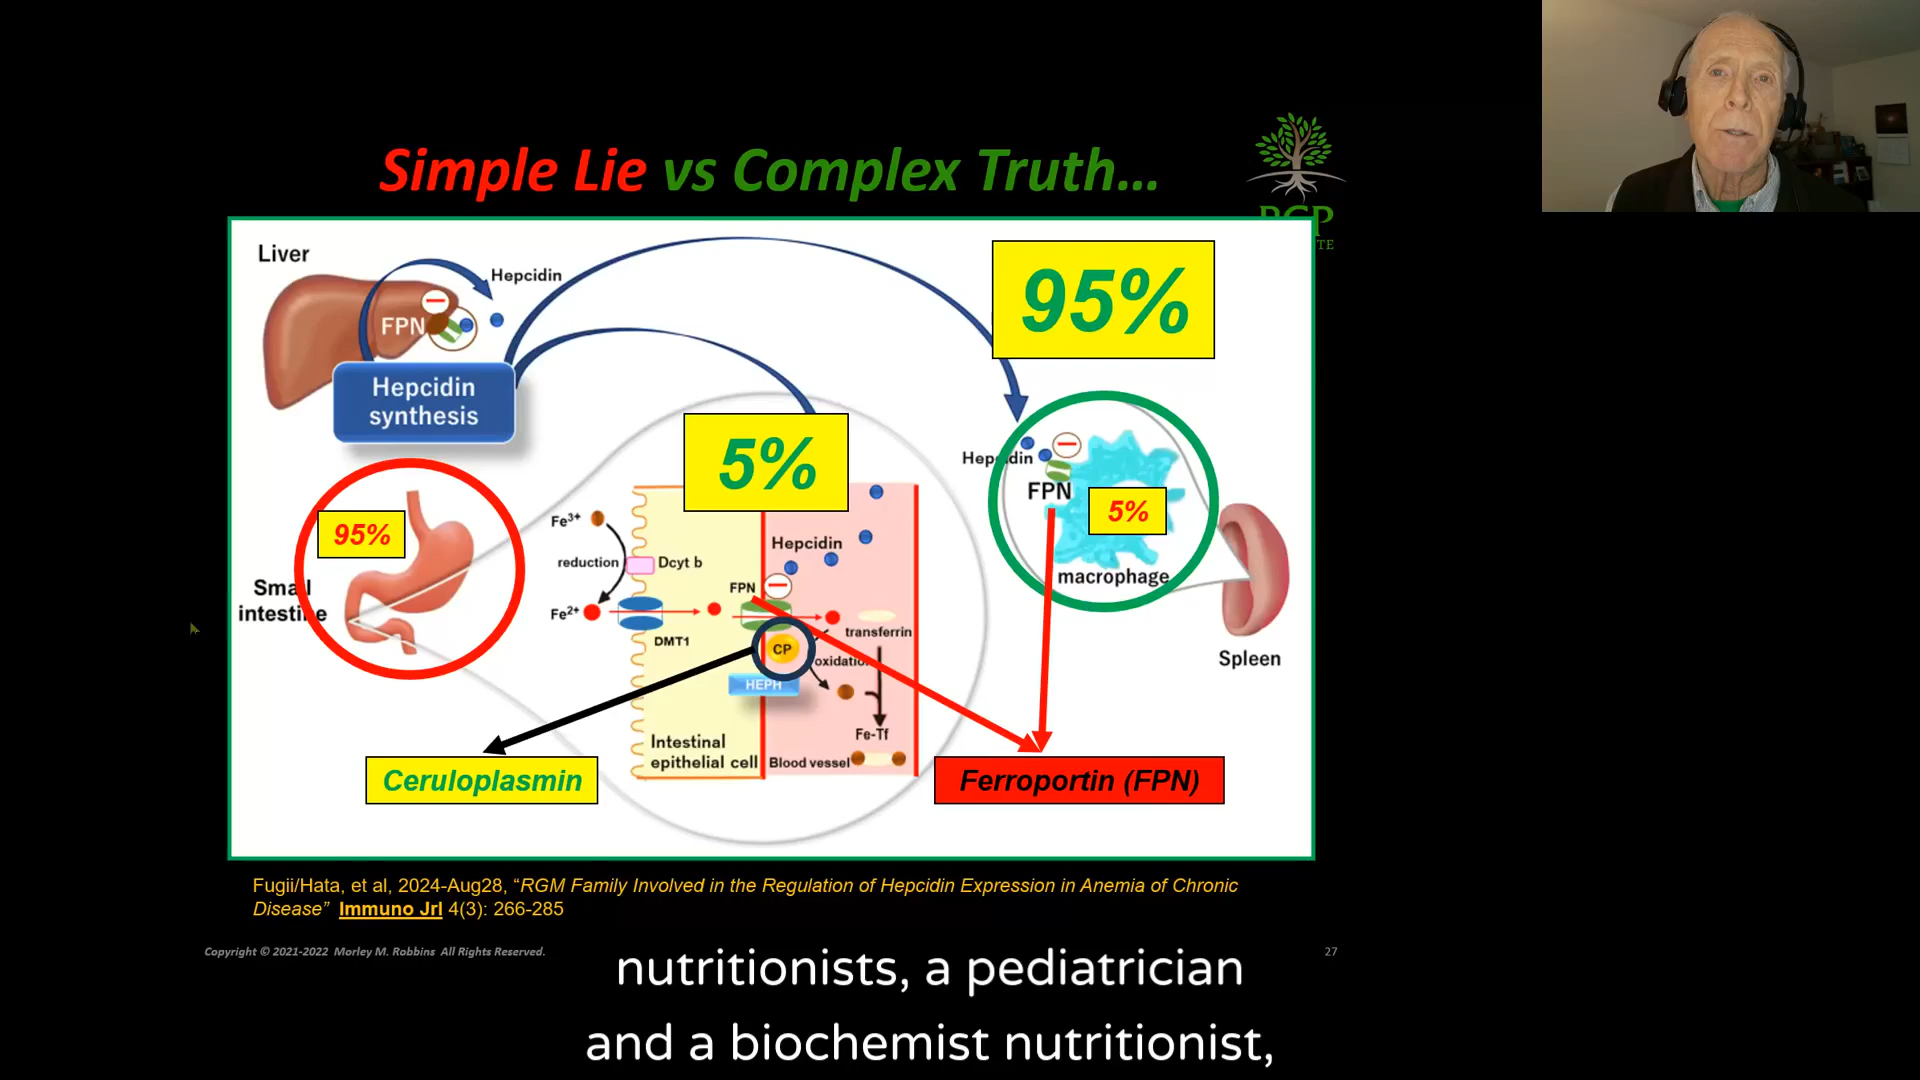 Simple Lie vs Complex Truth...
RGP
TE
Liver
Hepcidin
FPN
Hepcidin
synthesis
95%
5%
95%
Small
intestine
Fe3+
reduction
Dcyt b
Fe2+
DMT1
FPN
Hepcidin
CP
HEPH
transferrin
oxidation
Fe-Tf
Intestinal
epithelial cell
Blood vessel
Hepcidin
FPN
5%
macrophage
Spleen
Ceruloplasmin
Ferroportin (FPN)
Fugii/Hata, et al, 2024-Aug28, “RGM Family Involved in the Regulation of Hepcidin Expression in Anemia of Chronic
Disease” Immuno Jrl 4(3): 266-285
Copyright © 2021-2022 Morley M. Robbins All Rights Reserved.
27
nutritionists, a pediatrician
and a biochemist nutritionist,